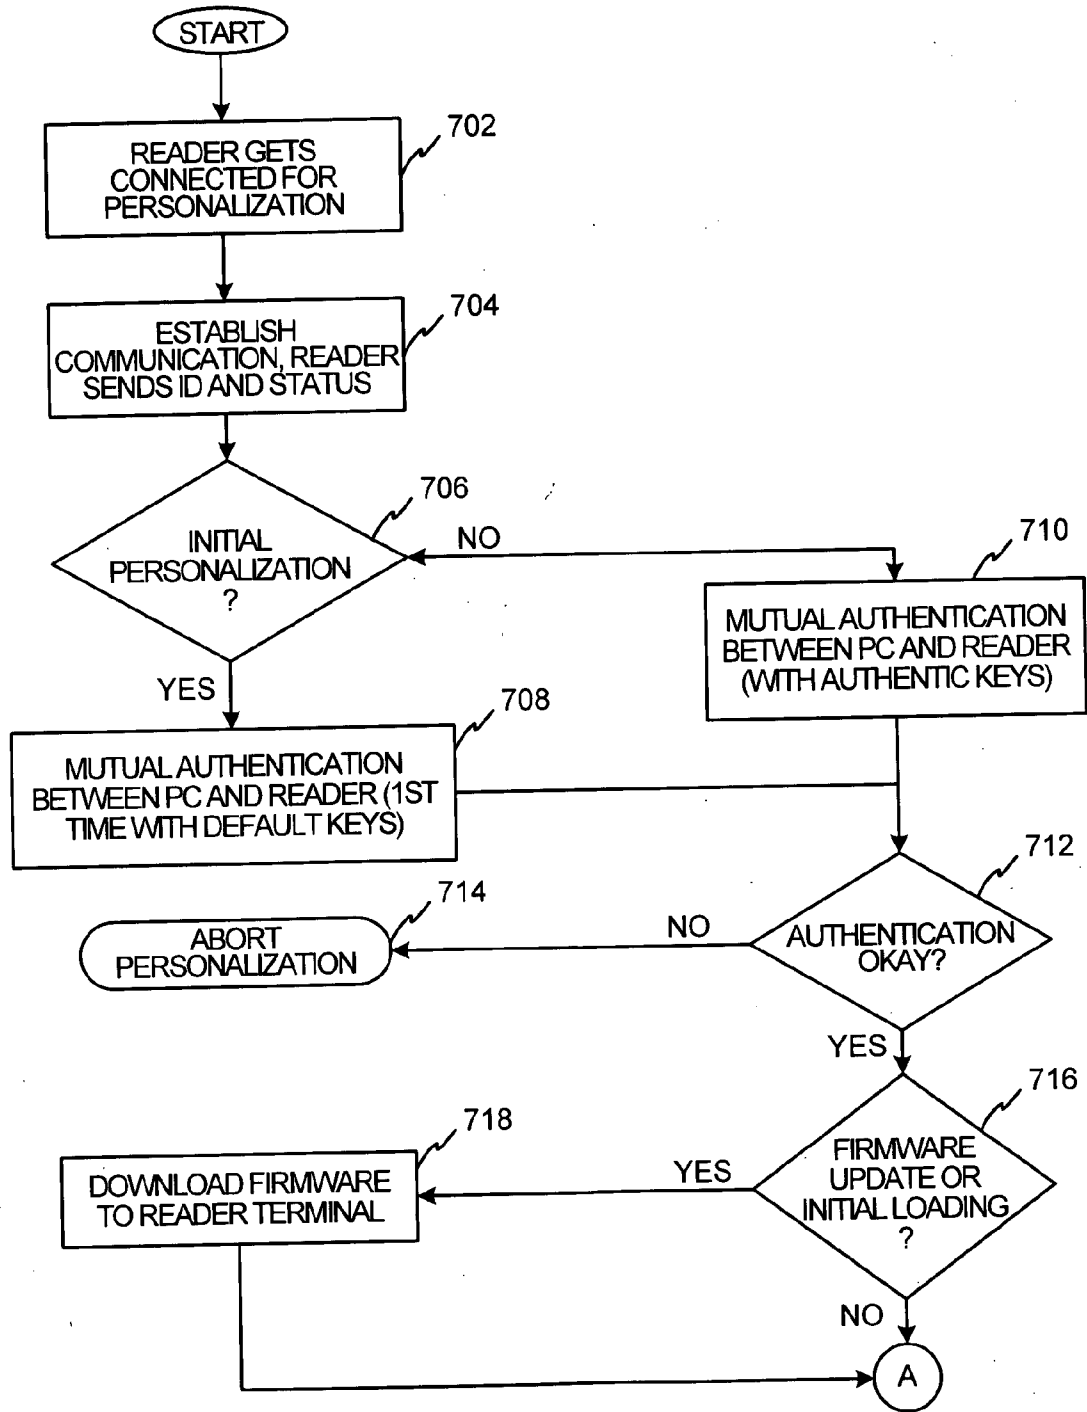 START
702
READER GETS
CONNECTED FOR
PERSONALIZATION
704
ESTABLISH
COMMUNICATION, READER
SENDS ID AND STATUS
706
INITIAL
PERSONALIZATION
?
NO
710
MUTUAL AUTHENTICATION
BETWEEN PC AND READER
(WITH AUTHENTIC KEYS)
YES
708
MUTUAL AUTHENTICATION
BETWEEN PC AND READER (1ST
TIME WITH DEFAULT KEYS)
712
AUTHENTICATION
OKAY?
NO
714
ABORT
PERSONALIZATION
YES
716
FIRMWARE
UPDATE OR
INITIAL LOADING
?
YES
718
DOWNLOAD FIRMWARE
TO READER TERMINAL
NO
A